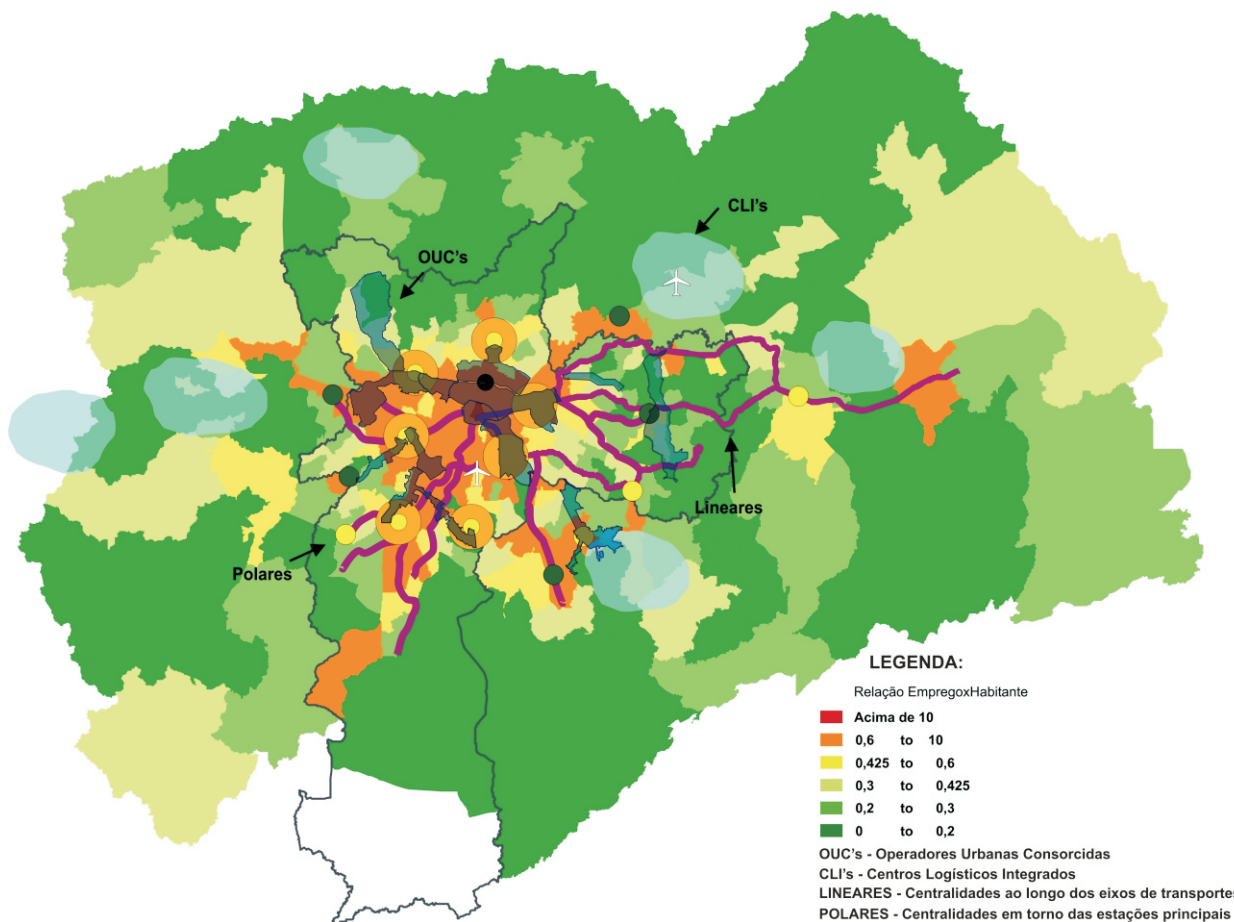 CLI's
OUC's
Lineares
Polares
LEGENDA:
Relação EmpregoxHabitante
Acima de 10
0,6 to 10
0,425 to 0,6
0,3 to 0,425
0,2 to 0,3
0 to 0,2
OUC's - Operadores Urbanas Consorcidas
CLI's - Centros Logísticos Integrados
LINEARES - Centralidades ao longo dos eixos de transportes
POLARES - Centralidades em torno das estações principais